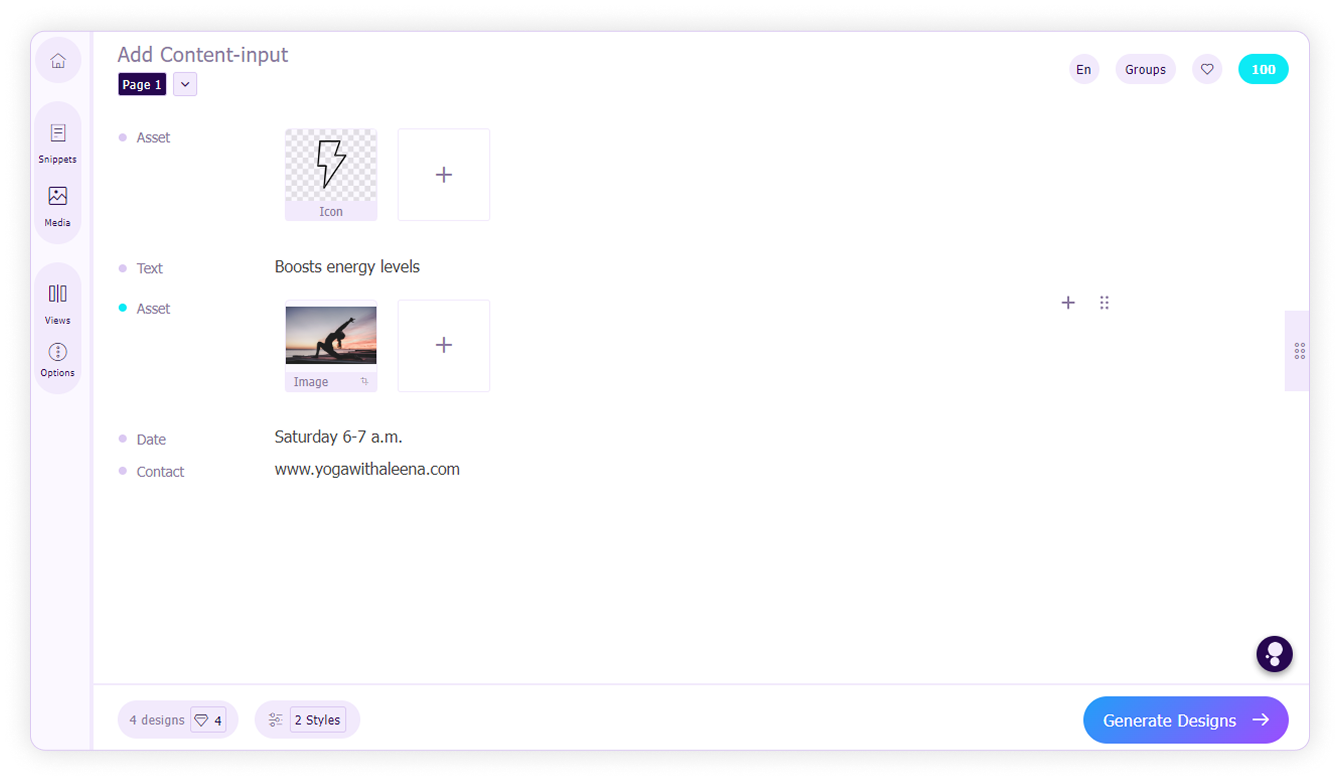 Add Content-input
Page 1
En
Groups
100
Snippets
Media
Views
Options
Asset
Icon
Text
Boosts energy levels
Asset
Image
Date
Saturday 6-7 a.m.
Contact
www.yogawithaleena.com
4 designs
4
2 Styles
Generate Designs